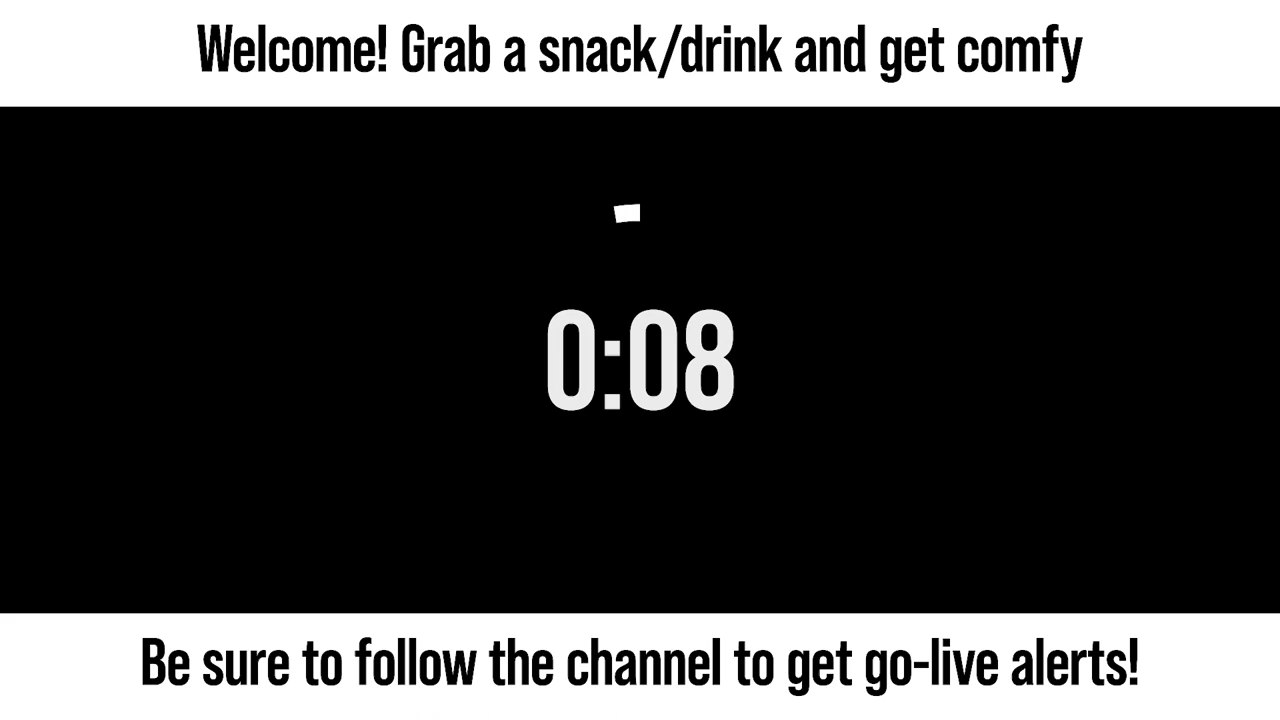 Welcome! Grab a snack/drink and get comfy
0:08
Be sure to follow the channel to get go-live alerts!